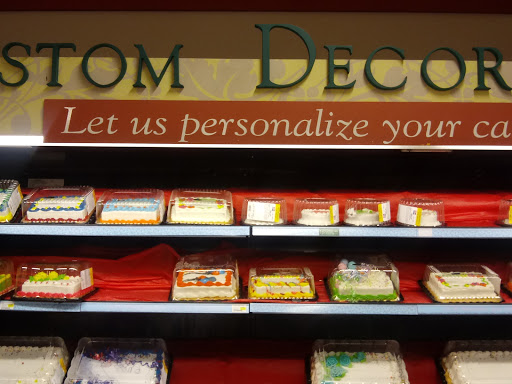 STOM DECOR
Let us personalize your ca